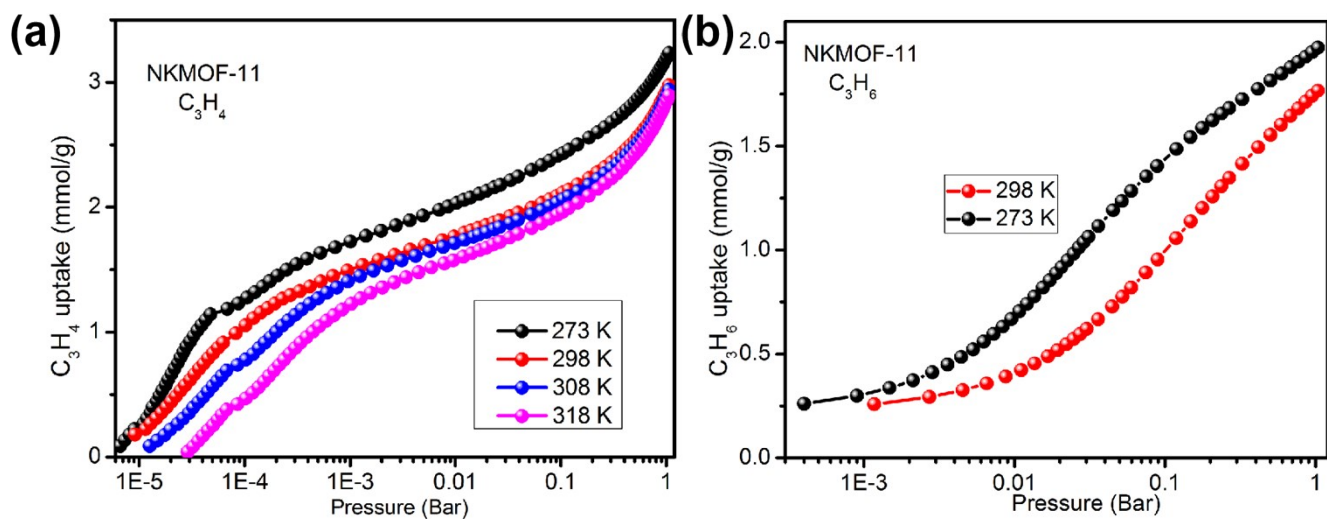 (a)
NKMOF-11
C₃H₄
C₃H₄ uptake (mmol/g)
3
2
1
0
273 K
298 K
308 K
318 K
1E-5 1E-4 1E-3 0.01 0.1 1
Pressure (Bar)
(b)
NKMOF-11
C₃H₆
C₃H₆ uptake (mmol/g)
2.0
1.5
1.0
0.5
0.0
298 K
273 K
1E-3 0.01 0.1 1
Pressure (Bar)